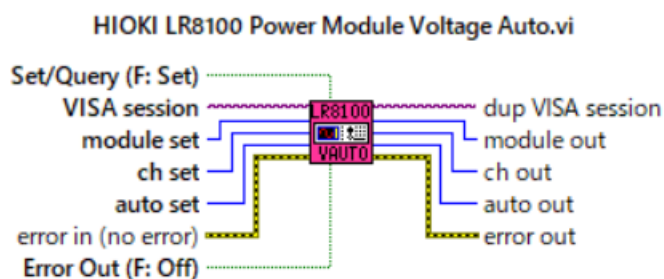 HIOKI LR8100 Power Module Voltage Auto.vi
Set/Query (F: Set)
VISA session
dup VISA session
LR8100
module set
module out
ch set
ch out
VAUTO
auto set
auto out
error in (no error)
error out
Error Out (F: Off)